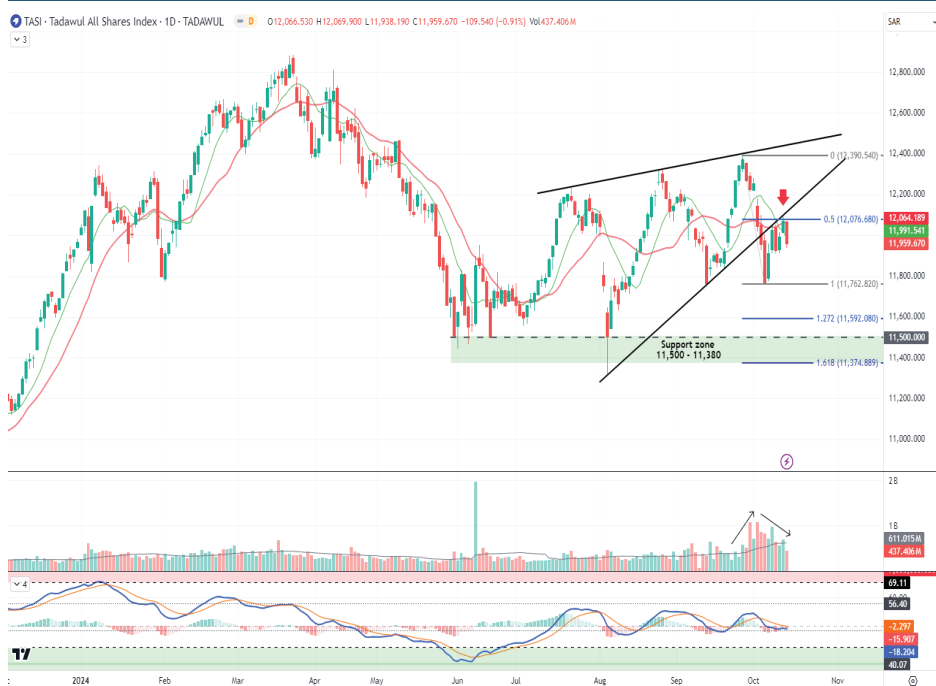 TASI · Tadawul All Shares Index · 1D · TADAWUL D O12,066.530 H12,069.900 L11,938.190 C11,959.670 −109.540 (−0.91%) Vol437.406M
SAR
3
12,800.000
12,600.000
12,400.000
0 (12,390.540)
12,200.000
0.5 (12,076.680)
12,064.189
11,991.541
11,959.670
11,800.000
1 (11,762.820)
1.272 (11,592.080)
11,600.000
11,500.000
Support zone
11,500 - 11,380
11,400.000
1.618 (11,374.889)
11,200.000
11,000.000
2B
1B
611.015M
437.406M
4
69.11
56.40
−2.297
−15.907
−18.204
40.07
2024 Feb Mar Apr May Jun Jul Aug Sep Oct Nov